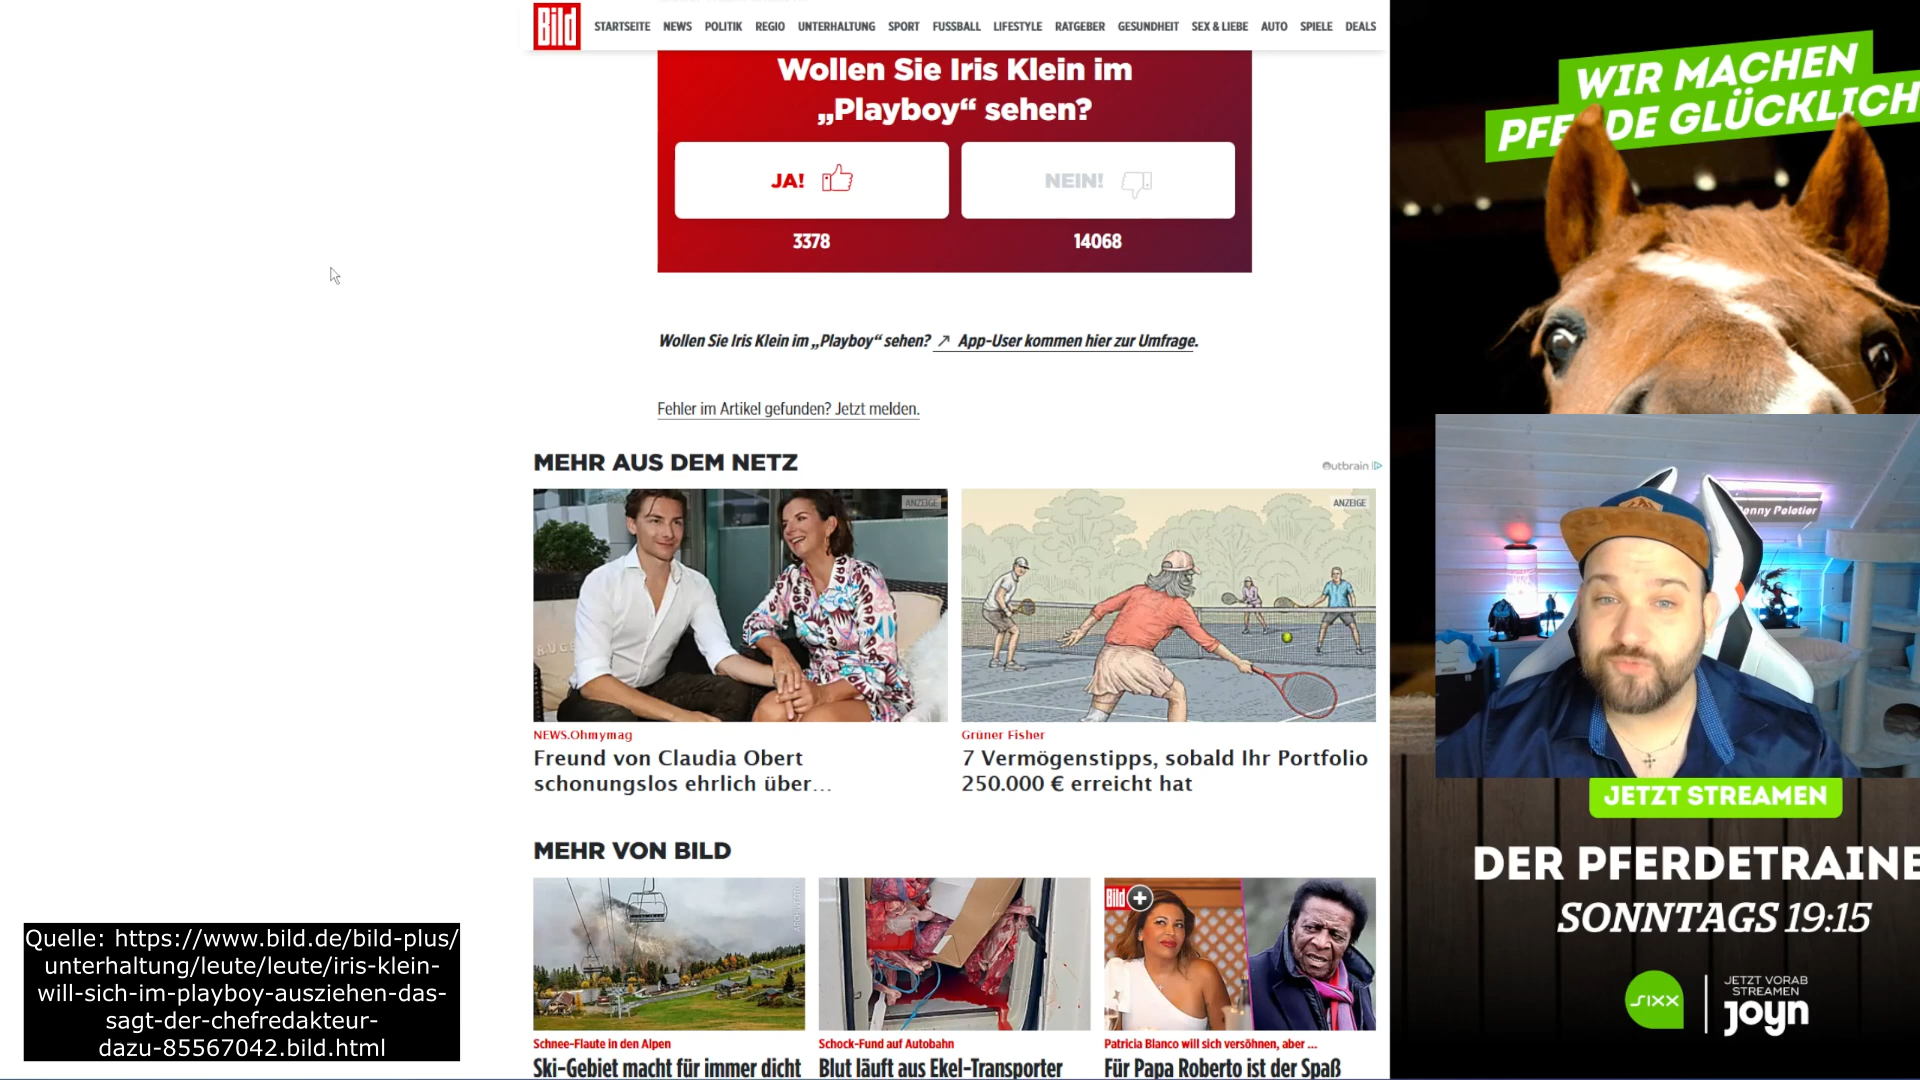 Bild
STARTSEITE NEWS POLITIK REGIO UNTERHALTUNG SPORT FUSSBALL LIFESTYLE RATGEBER GESUNDHEIT SEX & LIEBE AUTO SPIELE DEALS
Wollen Sie Iris Klein im
„Playboy“ sehen?
JA! NEIN!
3378 14068
Wollen Sie Iris Klein im „Playboy“ sehen? ↗ App-User kommen hier zur Umfrage.
Fehler im Artikel gefunden? Jetzt melden.
MEHR AUS DEM NETZ
Outbrain
ANZEIGE
ANZEIGE
NEWS.Ohmymag
Freund von Claudia Obert
schonungslos ehrlich über…
Grüner Fisher
7 Vermögenstipps, sobald Ihr Portfolio
250.000 € erreicht hat
MEHR VON BILD
Schnee-Flaute in den Alpen
Ski-Gebiet macht für immer dicht
Schock-Fund auf Autobahn
Blut läuft aus Ekel-Transporter
Bild +
Patricia Blanco will sich versöhnen, aber ...
Für Papa Roberto ist der Spaß
WIR MACHEN
PFERDE GLÜCKLICH
JETZT STREAMEN
DER PFERDETRAINE
SONNTAGS 19:15
sixx
JETZT VORAB
STREAMEN
joyn
Quelle: https://www.bild.de/bild-plus/
unterhaltung/leute/leute/iris-klein-
will-sich-im-playboy-ausziehen-das-
sagt-der-chefredakteur-
dazu-85567042.bild.html